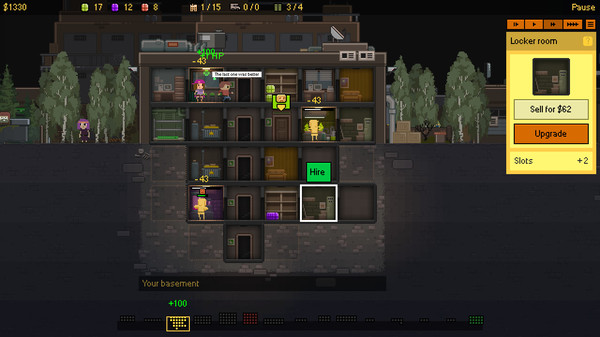 $1330
17
12
8
1 / 15
0/0
3 / 4
Pause
Locker room
Sell for $62
Upgrade
Slots:
+2
+1 HP
-43
The last one was better
-43
Hire
-43
Your basement
+100